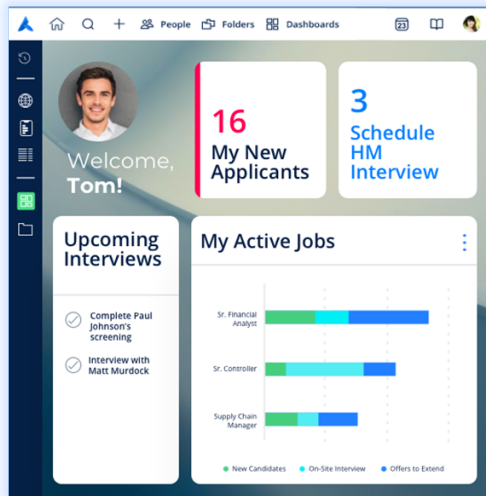 People
Folders
Dashboards
23
Welcome,
Tom!
16
My New
Applicants
3
Schedule
HM
Interview
Upcoming
Interviews
Complete Paul
Johnson's
screening
Interview with
Matt Murdock
My Active Jobs
Sr. Financial
Analyst
Sr. Controller
Supply Chain
Manager
New Candidates
On-Site Interview
Offers to Extend